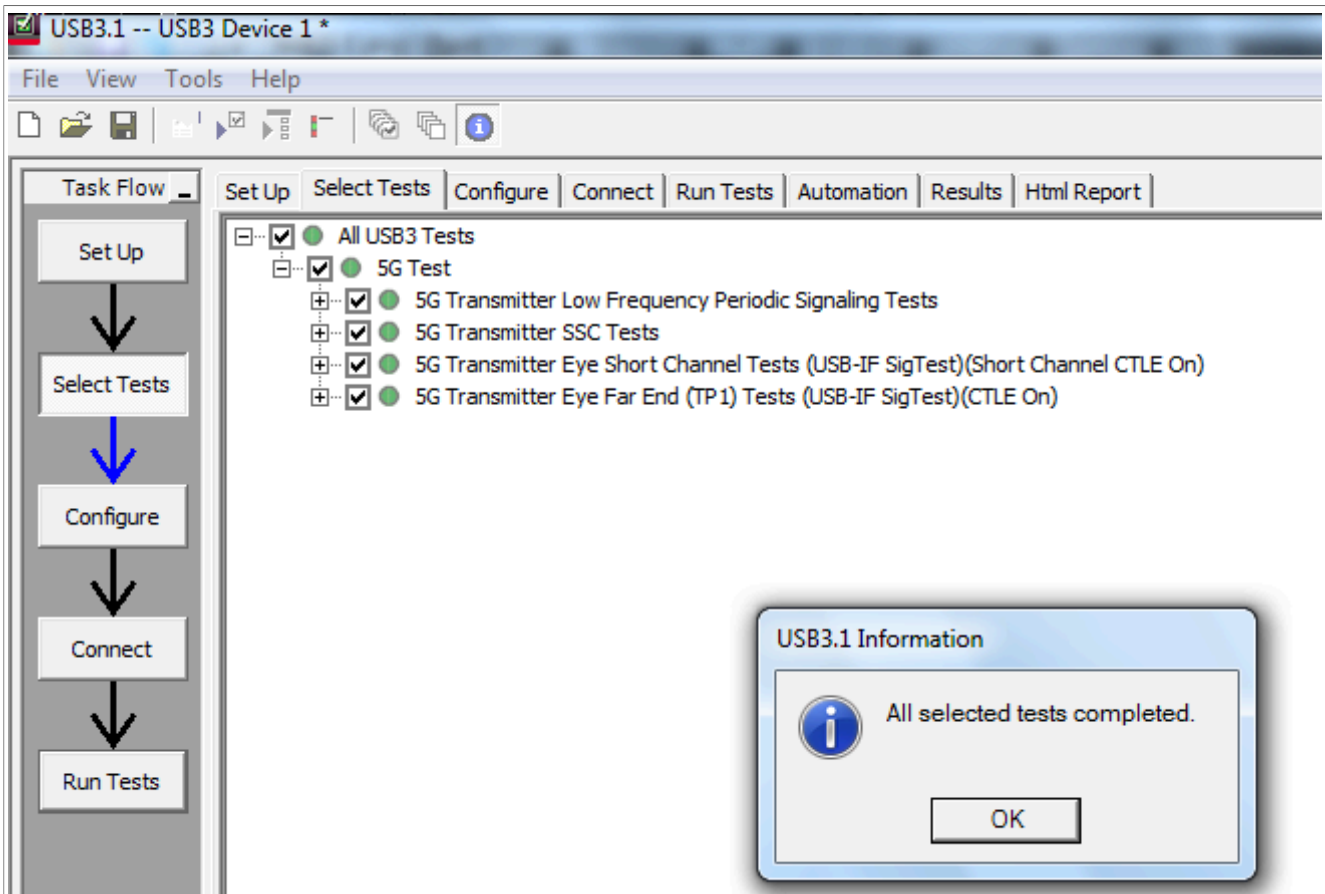 USB3.1 -- USB3 Device 1 *
File View Tools Help
Task Flow
Set Up
Select Tests
Configure
Connect
Run Tests
Set Up Select Tests Configure Connect Run Tests Automation Results Html Report
All USB3 Tests
5G Test
5G Transmitter Low Frequency Periodic Signaling Tests
5G Transmitter SSC Tests
5G Transmitter Eye Short Channel Tests (USB-IF SigTest)(Short Channel CTLE On)
5G Transmitter Eye Far End (TP1) Tests (USB-IF SigTest)(CTLE On)
USB3.1 Information
All selected tests completed.
OK